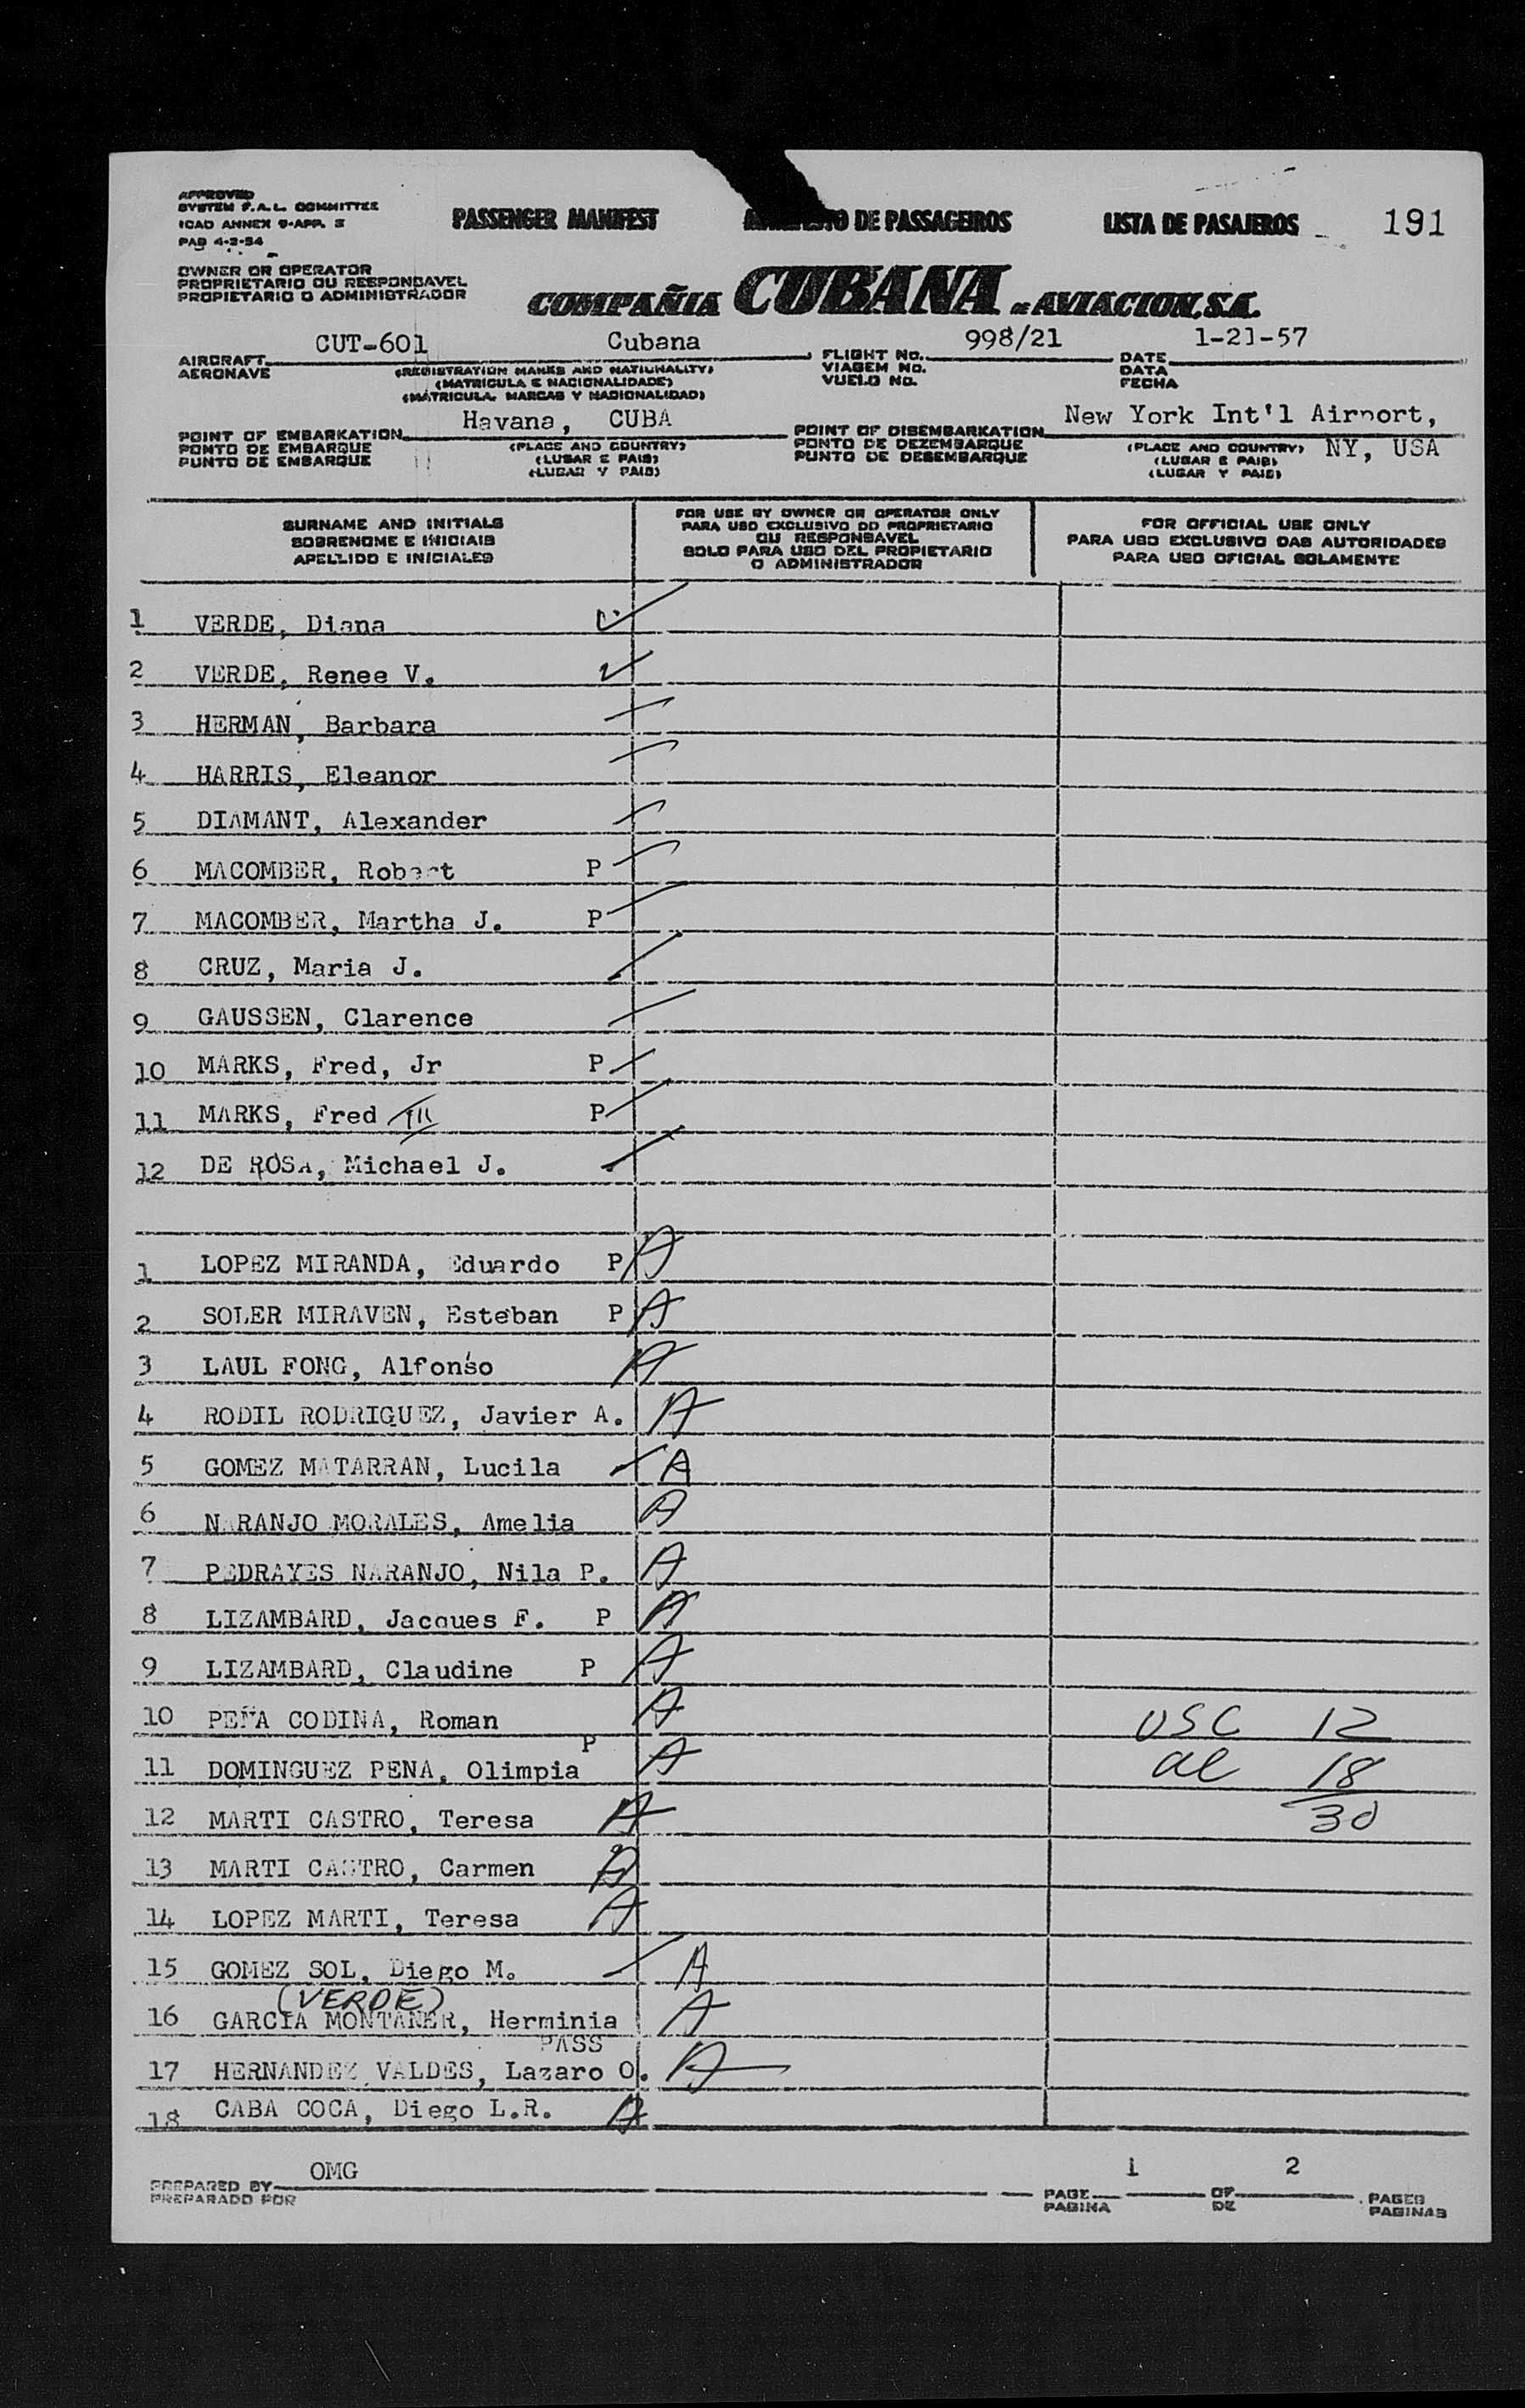 APPROVED
SYSTEM F.A.L. COMMITTEE
ICAO ANNEX 9-APP. 3
PAB 4-2-54
PASSENGER MANIFEST DE PASSAGEIROS LISTA DE PASAJEROS 191
OWNER OR OPERATOR
PROPRIETARIO OU RESPONSAVEL
PROPIETARIO O ADMINISTRADOR
COMPAÑIA CUBANA DE AVIACION, S.A.
CUT-601 Cubana 998/21 1-21-57
AIRCRAFT FLIGHT No. DATE
AERONAVE (REGISTRATION MARKS AND NATIONALITY) VIAGEM No. DATA
(MATRICULA E NACIONALIDADE) VUELO No. FECHA
(MATRICULA, MARCAS Y NACIONALIDAD)
Havana, CUBA New York Int'l Airport,
POINT OF EMBARKATION POINT OF DISEMBARKATION
PONTO DE EMBARQUE (PLACE AND COUNTRY) PONTO DE DEZEMBARQUE (PLACE AND COUNTRY) NY, USA
PUNTO DE EMBARQUE (LUGAR E PAIS) PUNTO DE DESEMBARQUE (LUGAR E PAIS)
(LUGAR Y PAIS) (LUGAR Y PAIS)
SURNAME AND INITIALS
SOBRENOME E INICIAIS
APELLIDO E INICIALES
FOR USE BY OWNER OR OPERATOR ONLY
PARA USO EXCLUSIVO DO PROPRIETARIO
OU RESPONSAVEL
SOLO PARA USO DEL PROPIETARIO
O ADMINISTRADOR
FOR OFFICIAL USE ONLY
PARA USO EXCLUSIVO DAS AUTORIDADES
PARA USO OFICIAL SOLAMENTE
1 VERDE, Diana
2 VERDE, Renee V.
3 HERMAN, Barbara
4 HARRIS, Eleanor
5 DIAMANT, Alexander
6 MACOMBER, Robert P
7 MACOMBER, Martha J. P
8 CRUZ, Maria J.
9 GAUSSEN, Clarence
10 MARKS, Fred, Jr P
11 MARKS, Fred III P
12 DE ROSA, Michael J.
1 LOPEZ MIRANDA, Eduardo P A
2 SOLER MIRAVEN, Esteban P A
3 LAUL FONG, Alfonso A
4 RODIL RODRIGUEZ, Javier A. A
5 GOMEZ MATARRAN, Lucila A
6 NARANJO MORALES, Amelia A
7 PEDRAYES NARANJO, Nila P. A
8 LIZAMBARD, Jacques F. P A
9 LIZAMBARD, Claudine P A
10 PEÑA CODINA, Roman A USC 12
P
11 DOMINGUEZ PENA, Olimpia A al 18
12 MARTI CASTRO, Teresa A 30
13 MARTI CASTRO, Carmen A
14 LOPEZ MARTI, Teresa A
15 GOMEZ SOL, Diego M. A
(VERDE)
16 GARCIA MONTANER, Herminia A
PASS
17 HERNANDEZ VALDES, Lazaro O. A
18 CABA COCA, Diego L.R. A
OMG 1 2
PREPARED BY PAGE OF PAGES
PREPARADO POR PAGINA DE PAGINAS